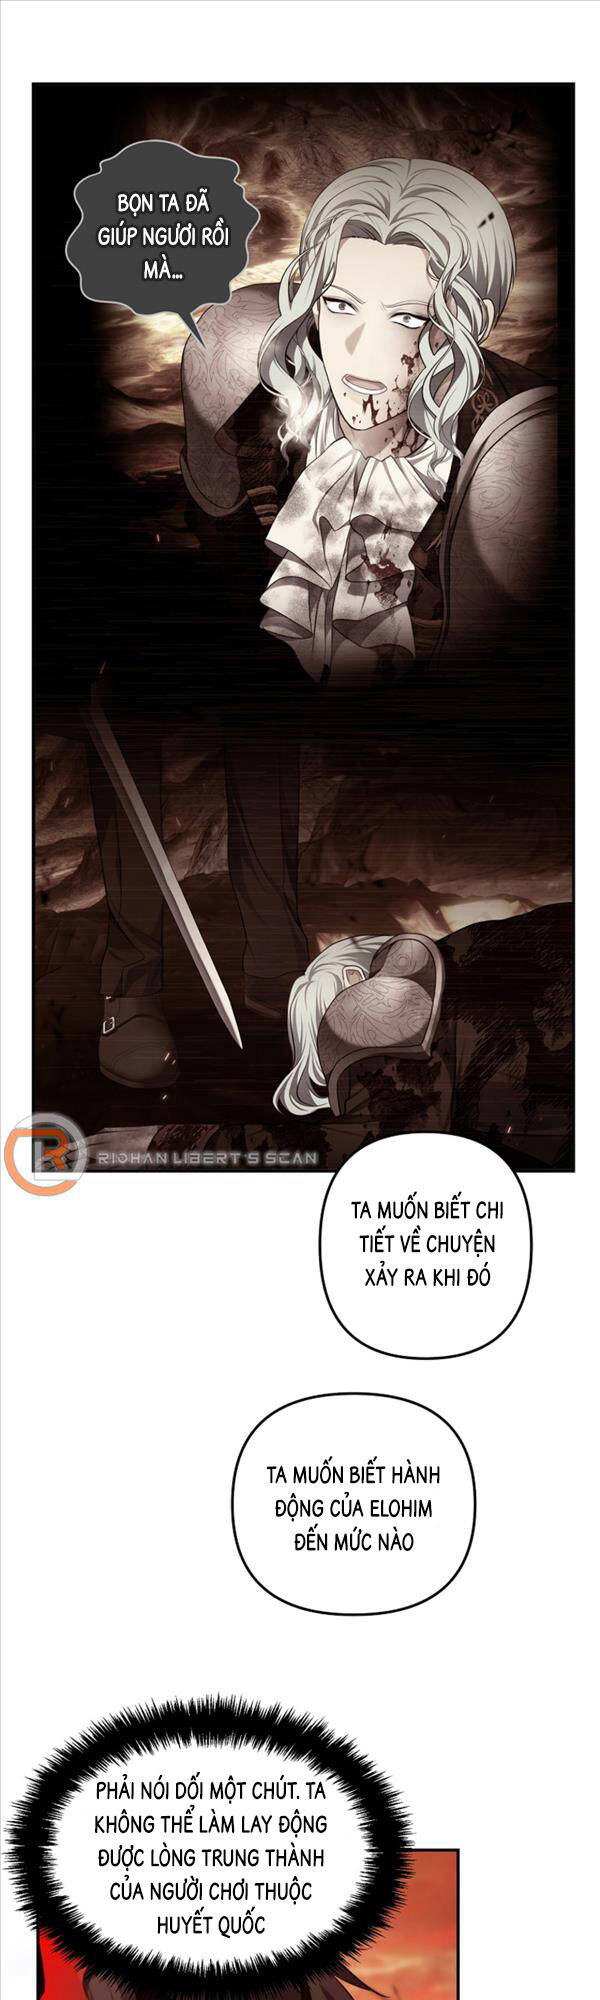 BỌN TA ĐÃ
GIÚP NGƯƠI RỒI
MÀ...
RIOHAN LIBERT'S SCAN
TA MUỐN BIẾT CHI
TIẾT VỀ CHUYỆN
XẢY RA KHI ĐÓ
TA MUỐN BIẾT HÀNH
ĐỘNG CỦA ELOHIM
ĐẾN MỨC NÀO
PHẢI NÓI DỐI MỘT CHÚT. TA
KHÔNG THỂ LÀM LAY ĐỘNG
ĐƯỢC LÒNG TRUNG THÀNH
CỦA NGƯỜI CHƠI THUỘC
HUYẾT QUỐC